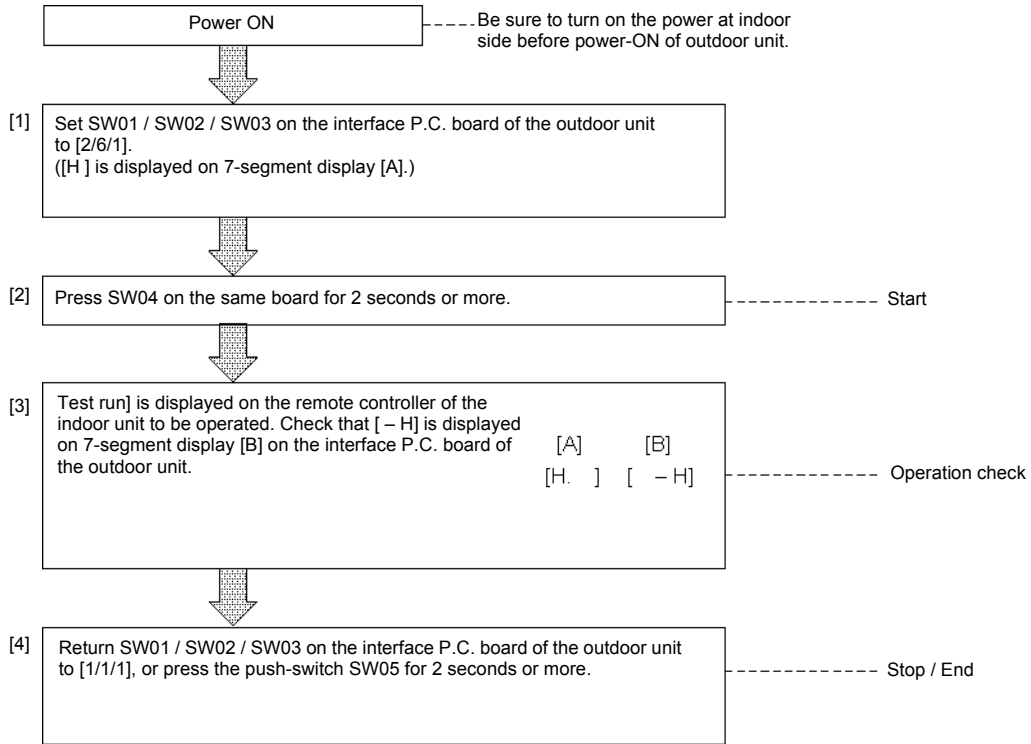 Power ON
Be sure to turn on the power at indoor
side before power-ON of outdoor unit.
[1]
Set SW01 / SW02 / SW03 on the interface P.C. board of the outdoor unit
to [2/6/1].
([H ] is displayed on 7-segment display [A].)
[2]
Press SW04 on the same board for 2 seconds or more.
Start
[3]
Test run] is displayed on the remote controller of the
indoor unit to be operated. Check that [ – H] is displayed
on 7-segment display [B] on the interface P.C. board of
the outdoor unit.
[A] [B]
[H. ] [ – H]
Operation check
[4]
Return SW01 / SW02 / SW03 on the interface P.C. board of the outdoor unit
to [1/1/1], or press the push-switch SW05 for 2 seconds or more.
Stop / End